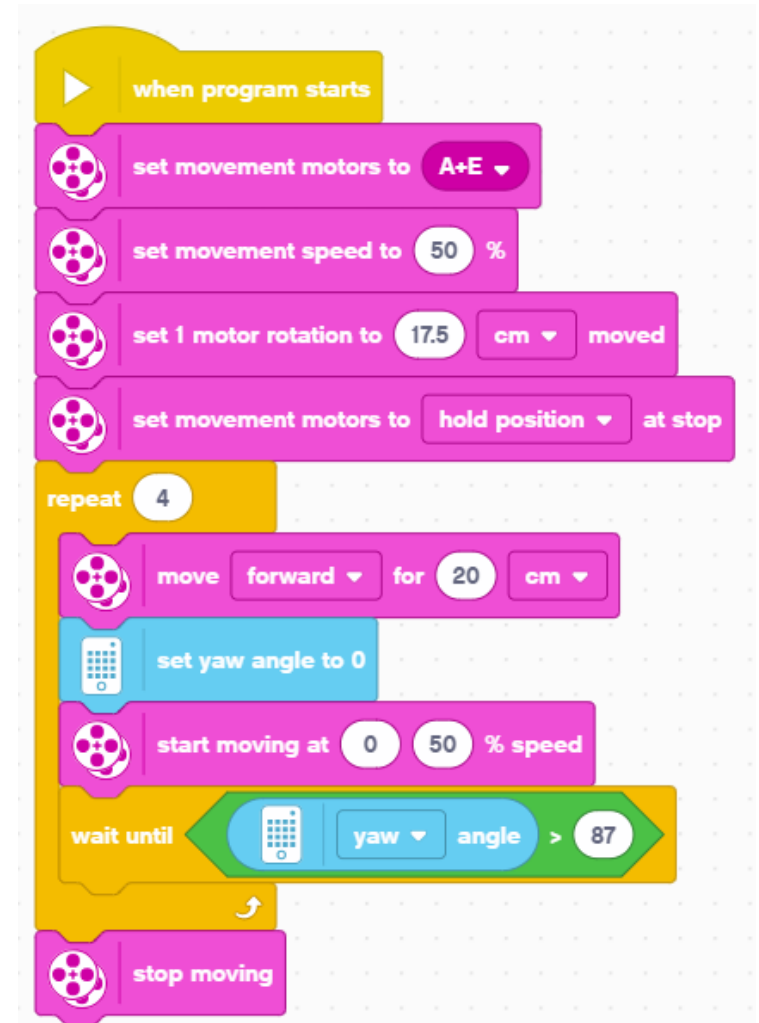 when program starts
set movement motors to A+E
set movement speed to 50 %
set 1 motor rotation to 17.5 cm moved
set movement motors to hold position at stop
repeat 4
move forward for 20 cm
set yaw angle to 0
start moving at 0 50 % speed
wait until yaw angle > 87
stop moving